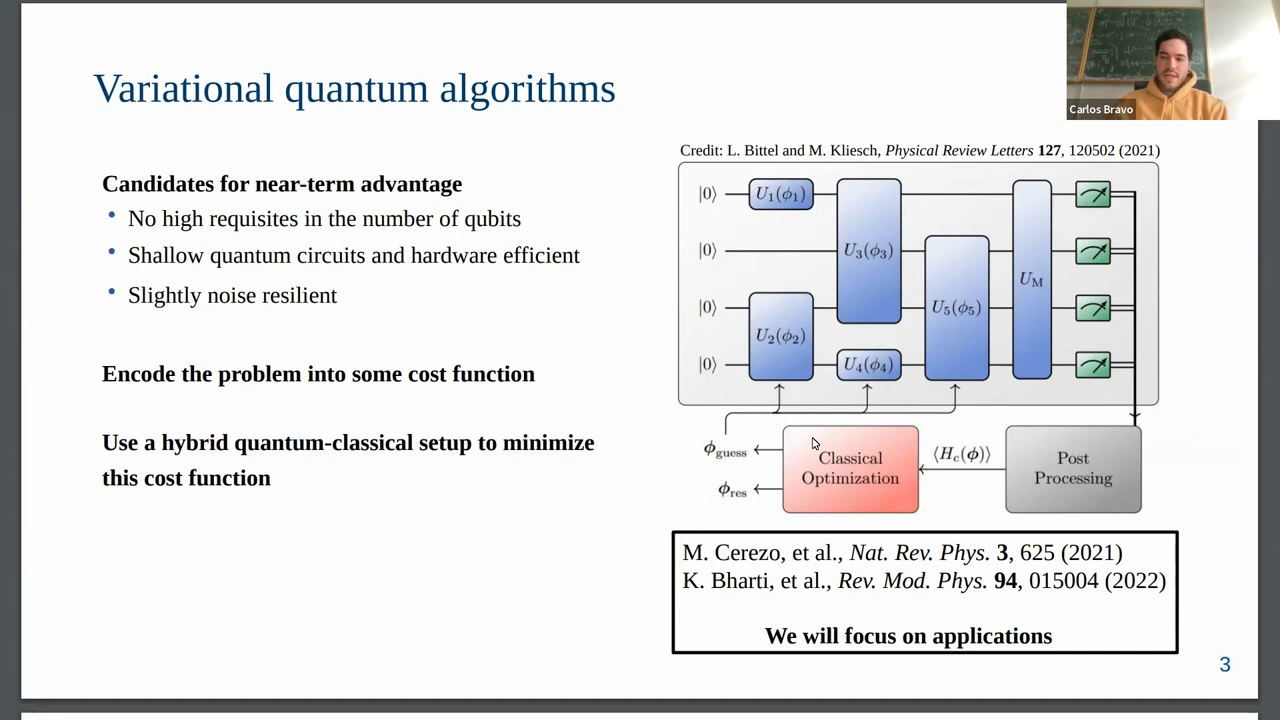 Variational quantum algorithms
Carlos Bravo
Candidates for near-term advantage
• No high requisites in the number of qubits
• Shallow quantum circuits and hardware efficient
• Slightly noise resilient
Encode the problem into some cost function
Use a hybrid quantum-classical setup to minimize
this cost function
Credit: L. Bittel and M. Kliesch, Physical Review Letters 127, 120502 (2021)
|0⟩
U₁(ϕ₁)
|0⟩
U₃(ϕ₃)
|0⟩
U₂(ϕ₂)
U₅(ϕ₅)
U_M
|0⟩
U₄(ϕ₄)
ϕ_guess
ϕ_res
Classical
Optimization
⟨H_c(ϕ)⟩
Post
Processing
M. Cerezo, et al., Nat. Rev. Phys. 3, 625 (2021)
K. Bharti, et al., Rev. Mod. Phys. 94, 015004 (2022)
We will focus on applications
3